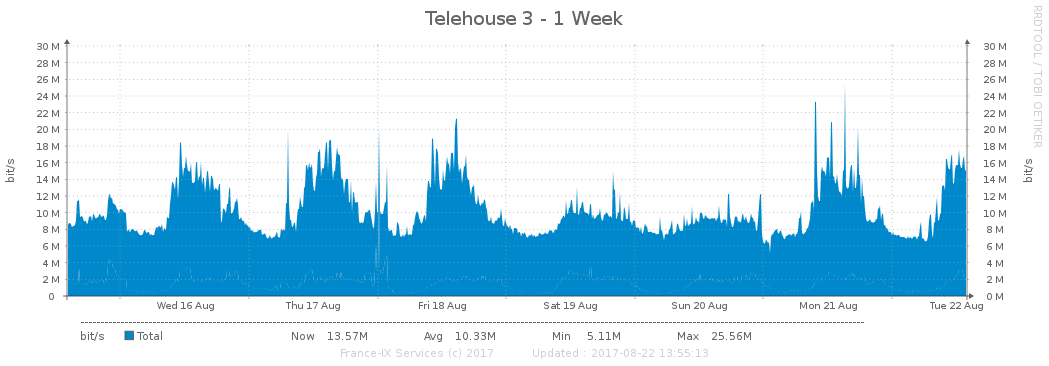 Telehouse 3 - 1 Week
RRDTOOL / TOBI OETIKER
bit/s
30 M 30 M
28 M 28 M
26 M 26 M
24 M 24 M
22 M 22 M
20 M 20 M
18 M 18 M
16 M 16 M
14 M 14 M
12 M 12 M
10 M 10 M
8 M 8 M
6 M 6 M
4 M 4 M
2 M 2 M
0 0 M
bit/s
Wed 16 Aug Thu 17 Aug Fri 18 Aug Sat 19 Aug Sun 20 Aug Mon 21 Aug Tue 22 Aug
bit/s Total Now 13.57M Avg 10.33M Min 5.11M Max 25.56M
France-IX Services (c) 2017 Updated : 2017-08-22 13:55:13